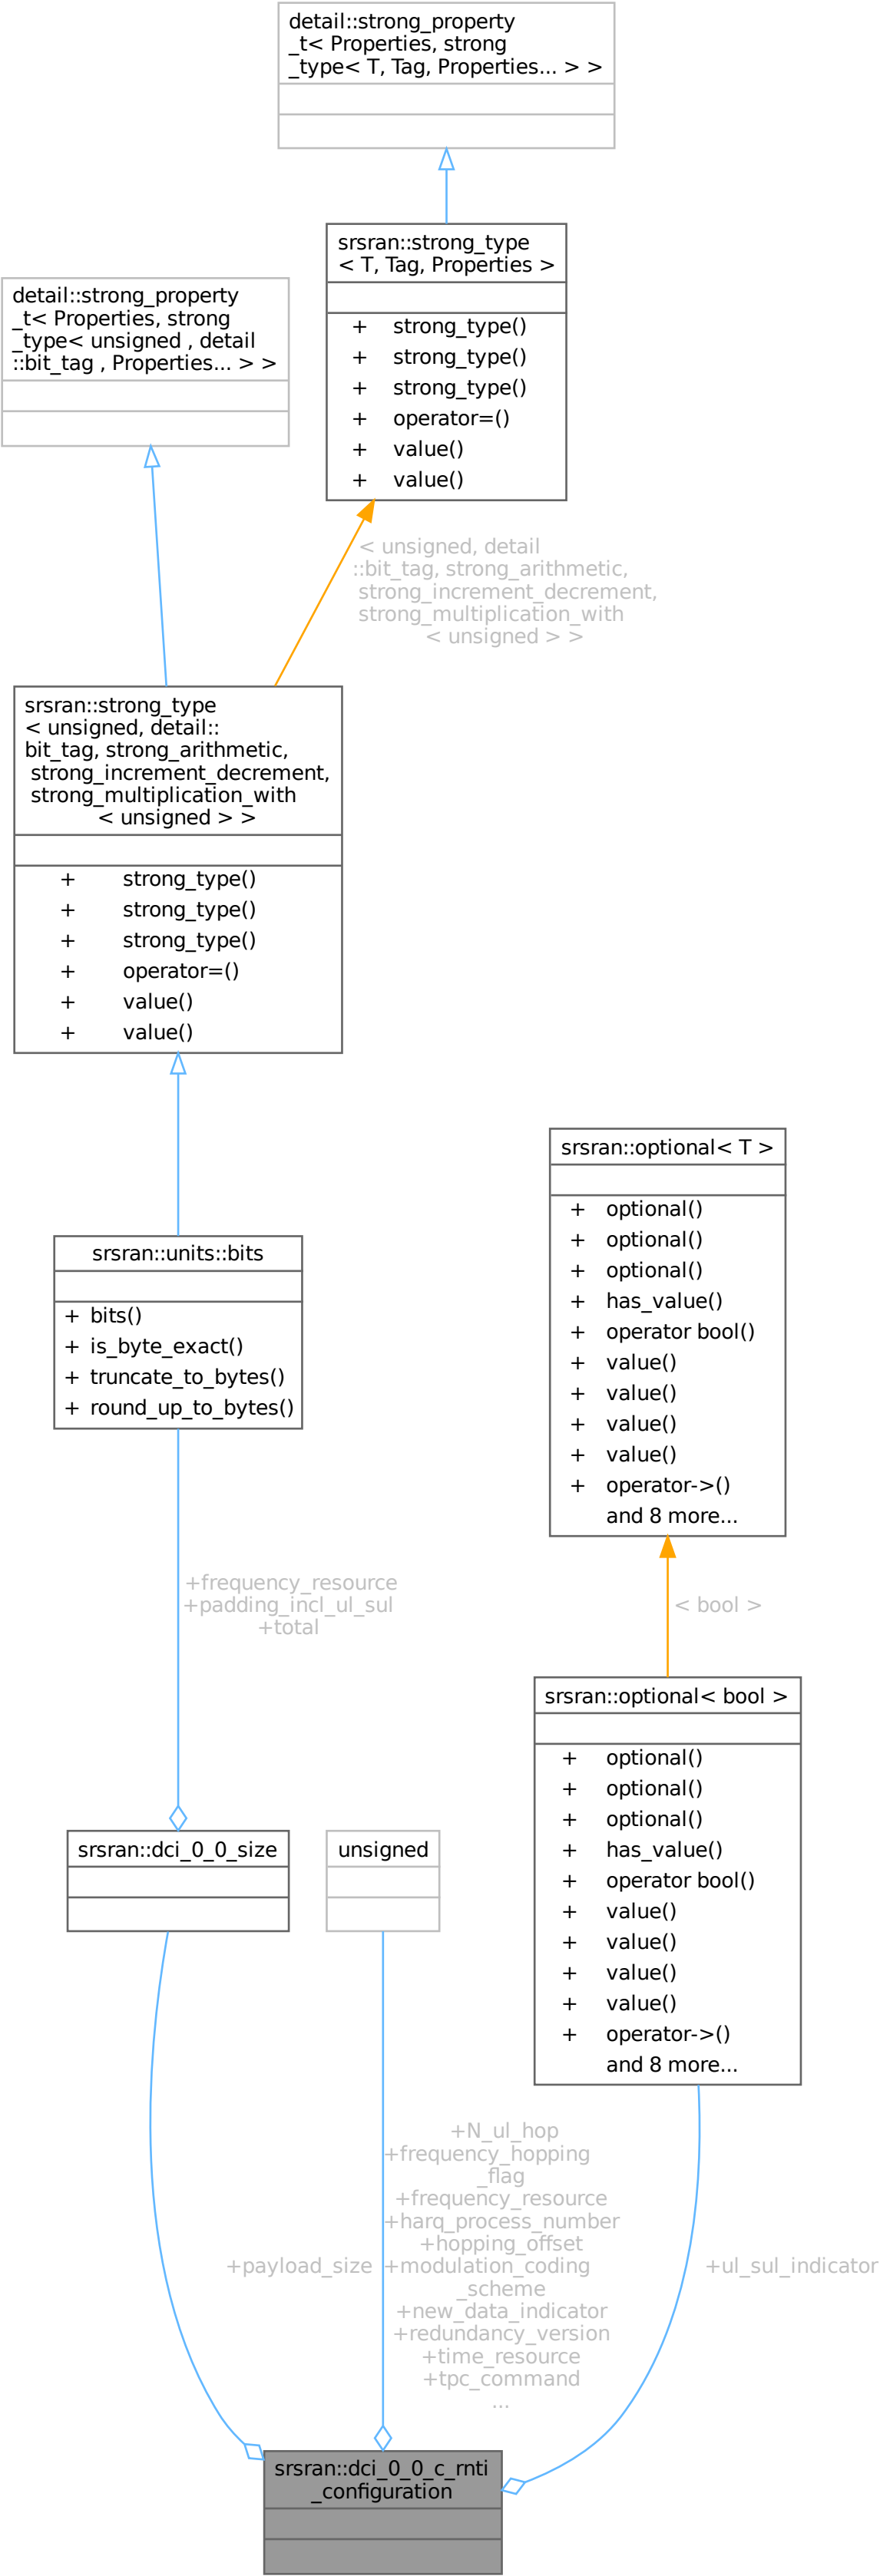 detail::strong_property
_t< Properties, strong
_type< T, Tag, Properties... > >
srsran::strong_type
< T, Tag, Properties >
+ strong_type()
+ strong_type()
+ strong_type()
+ operator=()
+ value()
+ value()
detail::strong_property
_t< Properties, strong
_type< unsigned , detail
::bit_tag , Properties... > >
< unsigned, detail
::bit_tag, strong_arithmetic,
strong_increment_decrement,
strong_multiplication_with
< unsigned > >
srsran::strong_type
< unsigned, detail::
bit_tag, strong_arithmetic,
strong_increment_decrement,
strong_multiplication_with
< unsigned > >
+ strong_type()
+ strong_type()
+ strong_type()
+ operator=()
+ value()
+ value()
srsran::units::bits
+ bits()
+ is_byte_exact()
+ truncate_to_bytes()
+ round_up_to_bytes()
srsran::optional< T >
+ optional()
+ optional()
+ optional()
+ has_value()
+ operator bool()
+ value()
+ value()
+ value()
+ value()
+ operator->()
and 8 more...
+frequency_resource
+padding_incl_ul_sul
+total
< bool >
srsran::optional< bool >
+ optional()
+ optional()
+ optional()
+ has_value()
+ operator bool()
+ value()
+ value()
+ value()
+ value()
+ operator->()
and 8 more...
srsran::dci_0_0_size
unsigned
+payload_size
+N_ul_hop
+frequency_hopping
_flag
+frequency_resource
+harq_process_number
+hopping_offset
+modulation_coding
_scheme
+new_data_indicator
+redundancy_version
+time_resource
+tpc_command
...
+ul_sul_indicator
srsran::dci_0_0_c_rnti
_configuration